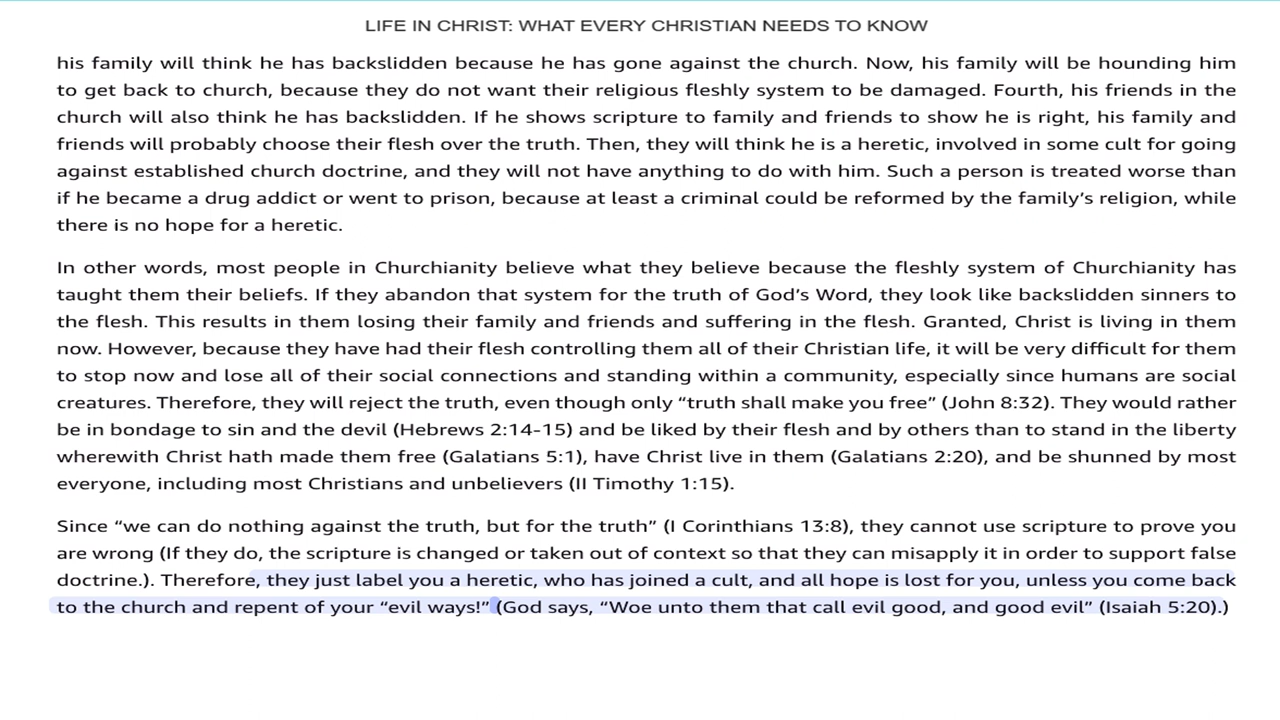 LIFE IN CHRIST: WHAT EVERY CHRISTIAN NEEDS TO KNOW
his family will think he has backslidden because he has gone against the church. Now, his family will be hounding him
to get back to church, because they do not want their religious fleshly system to be damaged. Fourth, his friends in the
church will also think he has backslidden. If he shows scripture to family and friends to show he is right, his family and
friends will probably choose their flesh over the truth. Then, they will think he is a heretic, involved in some cult for going
against established church doctrine, and they will not have anything to do with him. Such a person is treated worse than
if he became a drug addict or went to prison, because at least a criminal could be reformed by the family’s religion, while
there is no hope for a heretic.
In other words, most people in Churchianity believe what they believe because the fleshly system of Churchianity has
taught them their beliefs. If they abandon that system for the truth of God’s Word, they look like backslidden sinners to
the flesh. This results in them losing their family and friends and suffering in the flesh. Granted, Christ is living in them
now. However, because they have had their flesh controlling them all of their Christian life, it will be very difficult for them
to stop now and lose all of their social connections and standing within a community, especially since humans are social
creatures. Therefore, they will reject the truth, even though only “truth shall make you free” (John 8:32). They would rather
be in bondage to sin and the devil (Hebrews 2:14-15) and be liked by their flesh and by others than to stand in the liberty
wherewith Christ hath made them free (Galatians 5:1), have Christ live in them (Galatians 2:20), and be shunned by most
everyone, including most Christians and unbelievers (II Timothy 1:15).
Since “we can do nothing against the truth, but for the truth” (I Corinthians 13:8), they cannot use scripture to prove you
are wrong (If they do, the scripture is changed or taken out of context so that they can misapply it in order to support false
doctrine.). Therefore, they just label you a heretic, who has joined a cult, and all hope is lost for you, unless you come back
to the church and repent of your “evil ways!” (God says, “Woe unto them that call evil good, and good evil” (Isaiah 5:20).)